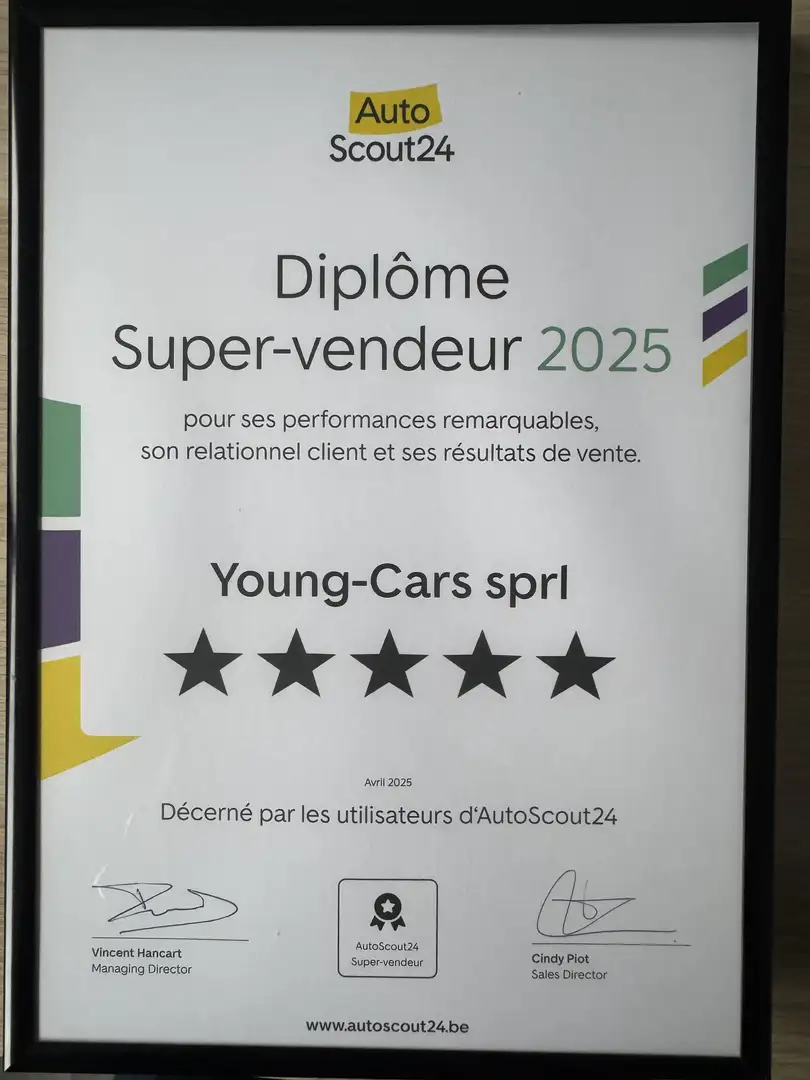 Auto
Scout24
Diplôme
Super-vendeur 2025
pour ses performances remarquables,
son relationnel client et ses résultats de vente.
Young-Cars sprl
Avril 2025
Décerné par les utilisateurs d‘AutoScout24
Vincent Hancart
Managing Director
AutoScout24
Super-vendeur
Cindy Piot
Sales Director
www.autoscout24.be